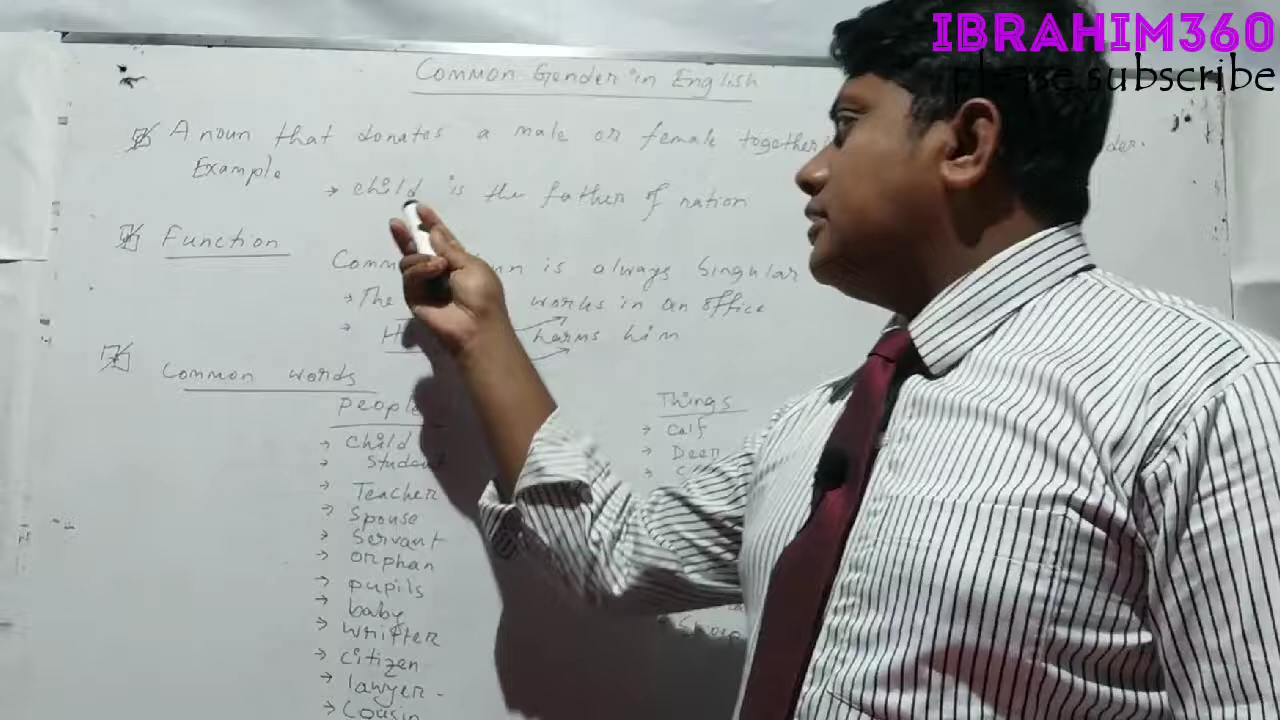 IBRAHIM360
please subscribe
Common Gender in English
A noun that donates a male or female together
Example
→ child is the father of nation
Function
is always Singular
The works in an office
harms him
Common words
People
→ Child
→ Student
→ Teacher
→ Spouse
→ Servant
→ orphan
→ pupils
→ baby
→ writter
→ citizen
→ lawyer -
→ Cousin
Things
→ Calf
→ Deer